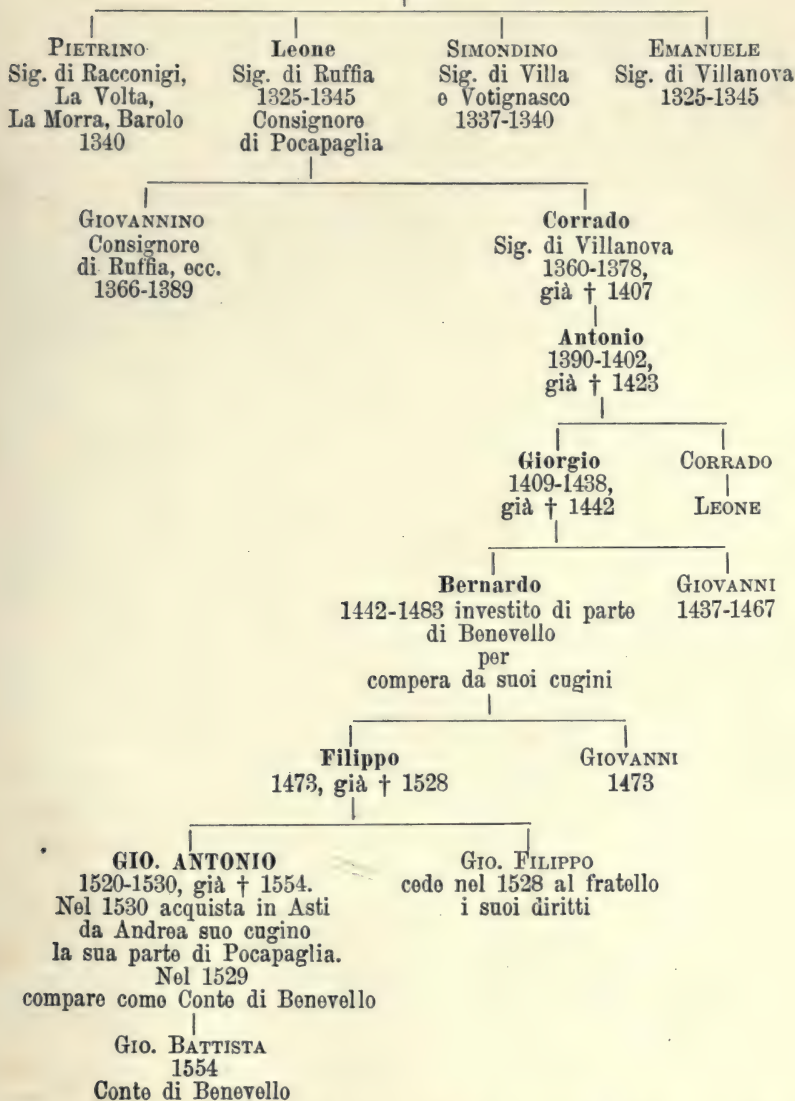 PIETRINO
Sig. di Racconigi,
La Volta,
La Morra, Barolo
1340
Leone
Sig. di Ruffia
1325-1345
Consignore
di Pocapaglia
SIMONDINO
Sig. di Villa
e Votignasco
1337-1340
EMANUELE
Sig. di Villanova
1325-1345
GIOVANNINO
Consignore
di Ruffia, ecc.
1366-1389
Corrado
Sig. di Villanova
1360-1378,
già † 1407
Antonio
1390-1402,
già † 1423
Giorgio
1409-1438,
già † 1442
CORRADO
LEONE
Bernardo
1442-1483 investito di parte
di Benevello
per
compera da suoi cugini
GIOVANNI
1437-1467
Filippo
1473, già † 1528
GIOVANNI
1473
GIO. ANTONIO
1520-1530, già † 1554.
Nel 1530 acquista in Asti
da Andrea suo cugino
la sua parte di Pocapaglia.
Nel 1529
compare come Conte di Benevello
GIO. FILIPPO
cede nel 1528 al fratello
i suoi diritti
GIO. BATTISTA
1554
Conte di Benevello